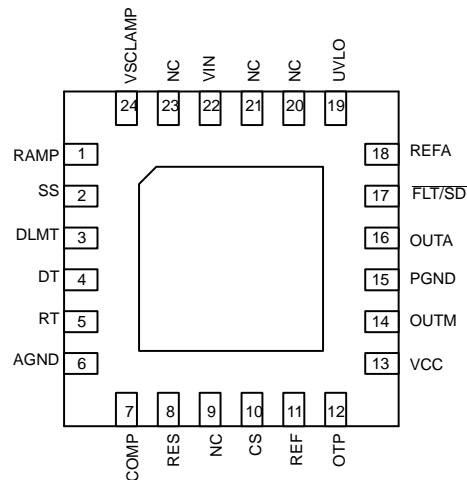 VSCLAMP NC VIN NC NC UVLO
24 23 22 21 20 19
RAMP 1 18 REFA
SS 2 17 FLT/SD
DLMT 3 16 OUTA
DT 4 15 PGND
RT 5 14 OUTM
AGND 6 13 VCC
7 8 9 10 11 12
COMP RES NC CS REF OTP